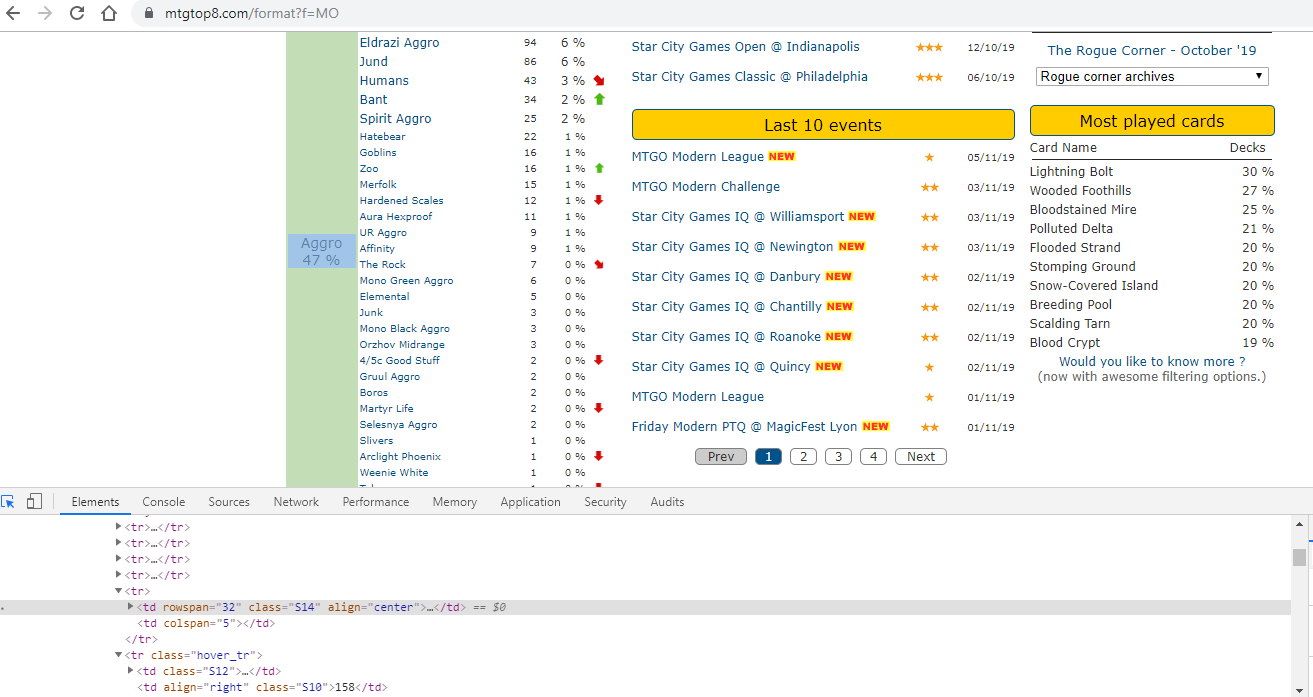 mtgtop8.com/format?f=MO
Aggro
47 %
Eldrazi Aggro 94 6 %
Jund 86 6 %
Humans 43 3 %
Bant 34 2 %
Spirit Aggro 25 2 %
Hatebear 22 1 %
Goblins 16 1 %
Zoo 16 1 %
Merfolk 15 1 %
Hardened Scales 12 1 %
Aura Hexproof 11 1 %
UR Aggro 9 1 %
Affinity 9 1 %
The Rock 7 0 %
Mono Green Aggro 6 0 %
Elemental 5 0 %
Junk 3 0 %
Mono Black Aggro 3 0 %
Orzhov Midrange 3 0 %
4/5c Good Stuff 2 0 %
Gruul Aggro 2 0 %
Boros 2 0 %
Martyr Life 2 0 %
Selesnya Aggro 2 0 %
Slivers 1 0 %
Arclight Phoenix 1 0 %
Weenie White 1 0 %
Star City Games Open @ Indianapolis ★★★ 12/10/19
Star City Games Classic @ Philadelphia ★★★ 06/10/19
Last 10 events
MTGO Modern League NEW ★ 05/11/19
MTGO Modern Challenge ★★ 03/11/19
Star City Games IQ @ Williamsport NEW ★★ 03/11/19
Star City Games IQ @ Newington NEW ★★ 03/11/19
Star City Games IQ @ Danbury NEW ★★ 02/11/19
Star City Games IQ @ Chantilly NEW ★★ 02/11/19
Star City Games IQ @ Roanoke NEW ★★ 02/11/19
Star City Games IQ @ Quincy NEW ★ 02/11/19
MTGO Modern League ★ 01/11/19
Friday Modern PTQ @ MagicFest Lyon NEW ★★ 01/11/19
Prev 1 2 3 4 Next
The Rogue Corner - October '19
Rogue corner archives
Most played cards
Card Name Decks
Lightning Bolt 30 %
Wooded Foothills 27 %
Bloodstained Mire 25 %
Polluted Delta 21 %
Flooded Strand 20 %
Stomping Ground 20 %
Snow-Covered Island 20 %
Breeding Pool 20 %
Scalding Tarn 20 %
Blood Crypt 19 %
Would you like to know more ?
(now with awesome filtering options.)
Elements Console Sources Network Performance Memory Application Security Audits
<tr>…</tr>
<tr>…</tr>
<tr>…</tr>
<tr>…</tr>
<tr>
<td rowspan="32" class="S14" align="center">…</td> == $0
<td colspan="5"></td>
</tr>
<tr class="hover_tr">
<td class="S12">…</td>
<td align="right" class="S10">158</td>